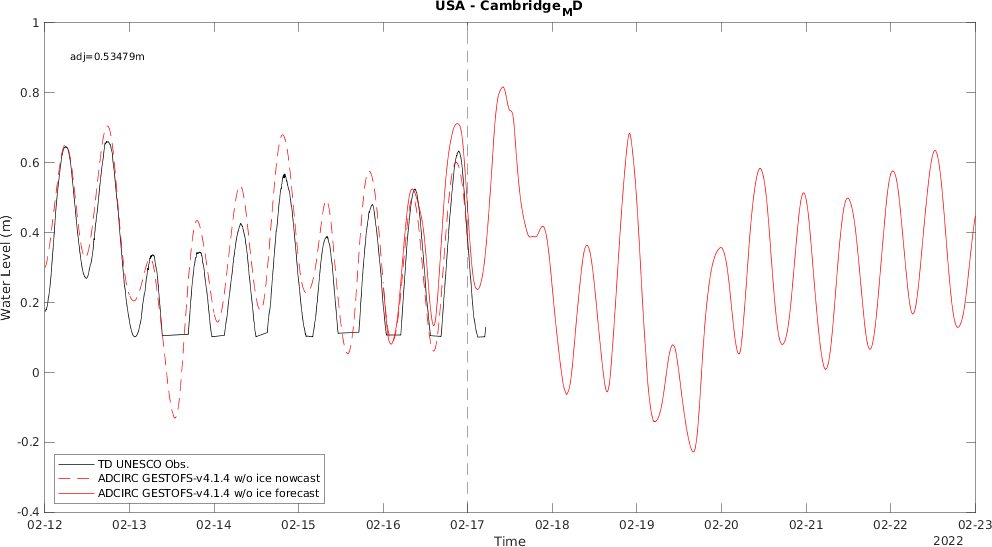 USA - Cambridge_MD
adj=0.53479m
1
0.8
0.6
0.4
0.2
0
-0.2
-0.4
Water Level (m)
TD UNESCO Obs.
ADCIRC GESTOFS-v4.1.4 w/o ice nowcast
ADCIRC GESTOFS-v4.1.4 w/o ice forecast
02-12 02-13 02-14 02-15 02-16 02-17 02-18 02-19 02-20 02-21 02-22 02-23
Time
2022